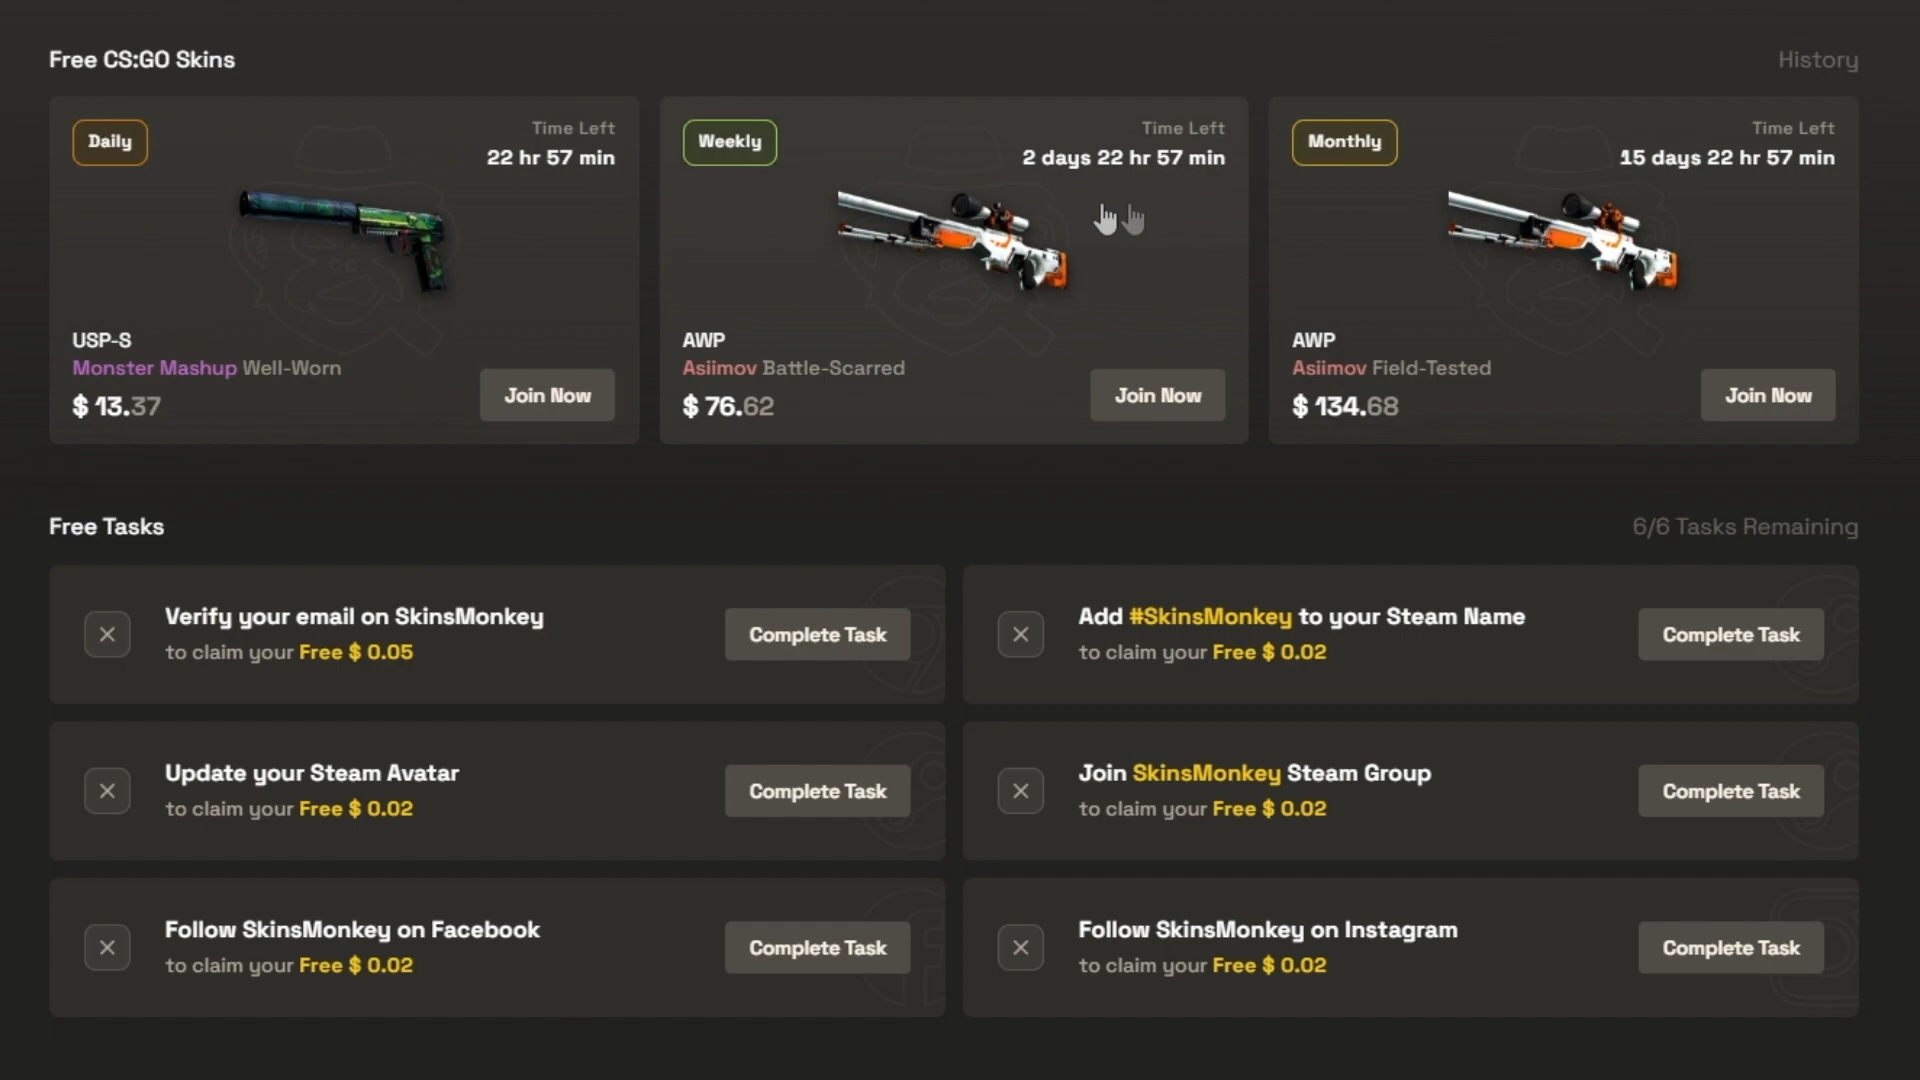 Free CS:GO Skins
History
Daily
Time Left
22 hr 57 min
USP-S
Monster Mashup Well-Worn
$ 13.37
Join Now
Weekly
Time Left
2 days 22 hr 57 min
AWP
Asiimov Battle-Scarred
$ 76.62
Join Now
Monthly
Time Left
15 days 22 hr 57 min
AWP
Asiimov Field-Tested
$ 134.68
Join Now
Free Tasks
6/6 Tasks Remaining
Verify your email on SkinsMonkey
to claim your Free $ 0.05
Complete Task
Add #SkinsMonkey to your Steam Name
to claim your Free $ 0.02
Complete Task
Update your Steam Avatar
to claim your Free $ 0.02
Complete Task
Join SkinsMonkey Steam Group
to claim your Free $ 0.02
Complete Task
Follow SkinsMonkey on Facebook
to claim your Free $ 0.02
Complete Task
Follow SkinsMonkey on Instagram
to claim your Free $ 0.02
Complete Task